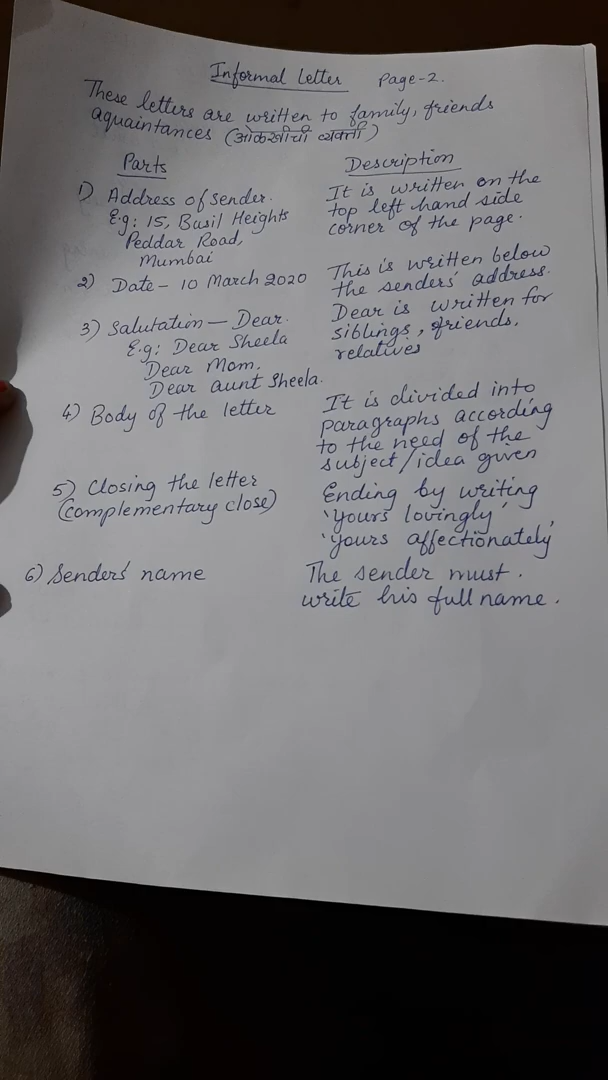 Informal Letter Page-2.
These letters are written to family, friends
aquaintances (ओळखीची व्यक्ती)
Parts
1) Address of sender.
E.g: 15, Busil Heights
Peddar Road,
Mumbai
2) Date - 10 March 2020
3) Salutation - Dear.
E.g: Dear Sheela
Dear Mom.
Dear aunt Sheela.
4) Body of the letter
5) Closing the letter
(complementary close)
6) Senders' name
Description
It is written on the
top left hand side
corner of the page.
This is written below
the senders' address.
Dear is written for
siblings, friends,
relatives
It is divided into
paragraphs according
to the need of the
subject/idea given
Ending by writing
'Yours lovingly',
'Yours affectionately'
The sender must.
write his full name.